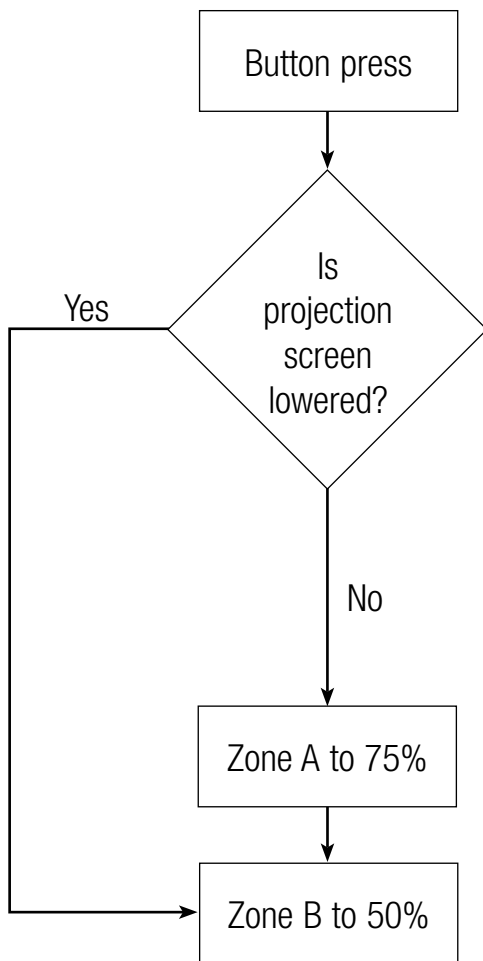 Button press
Is
projection
screen
lowered?
Yes
No
Zone A to 75%
Zone B to 50%